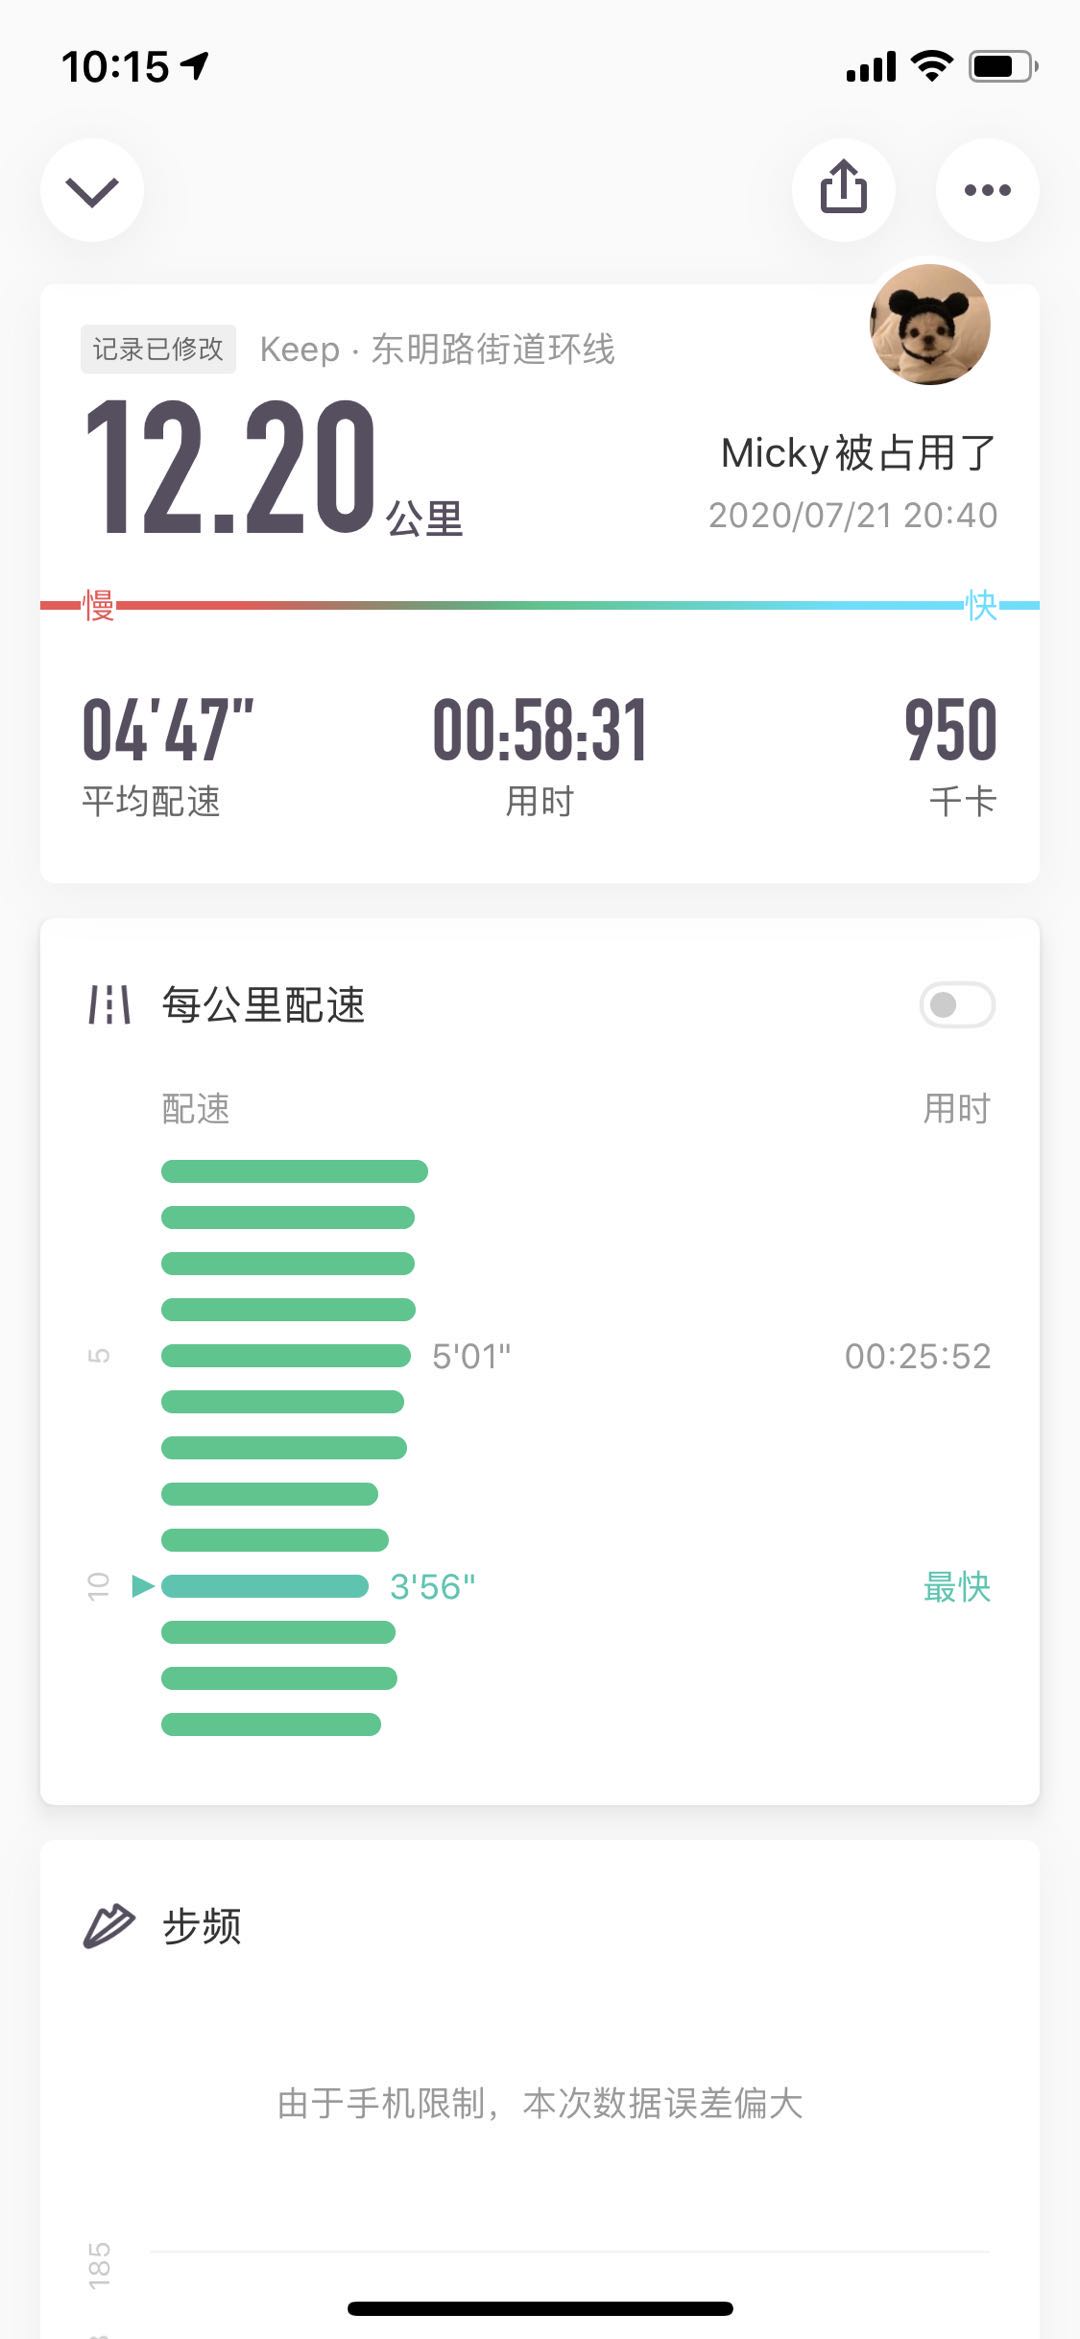 10:15
记录已修改 Keep · 东明路街道环线
12.20公里
Micky被占用了
2020/07/21 20:40
慢 快
04'47" 00:58:31 950
平均配速 用时 千卡
每公里配速
配速 用时
5 5'01" 00:25:52
10 3'56" 最快
步频
由于手机限制，本次数据误差偏大
185